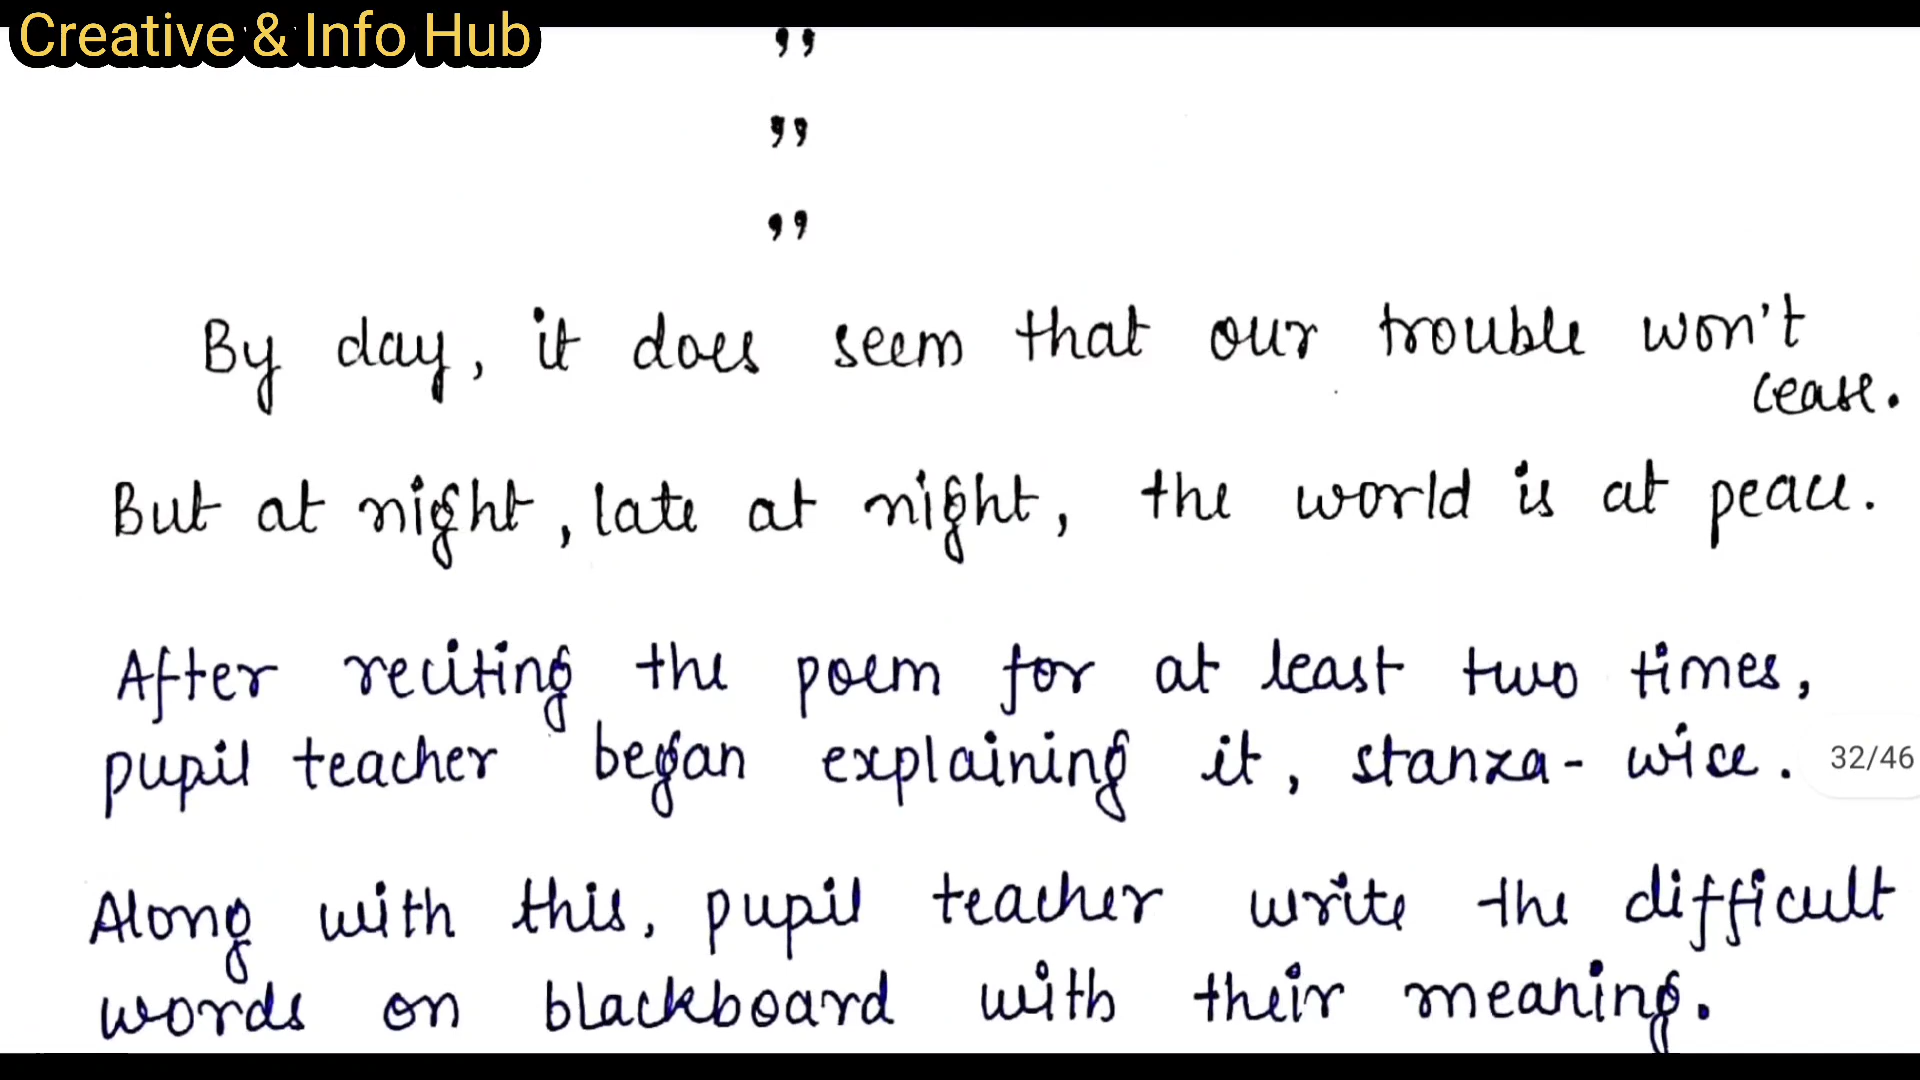 Creative & Info Hub
,,
,,
,,
By day, it does seem that our trouble won't
cease.
But at night, late at night, the world is at peace.
After reciting the poem for at least two times,
pupil teacher began explaining it, stanza-wise.
32/46
Along with this, pupil teacher write the difficult
words on blackboard with their meaning.